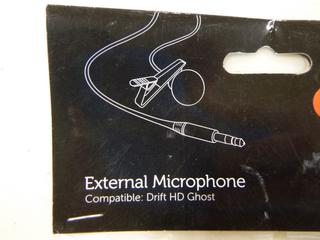 External Microphone
Compatible: Drift HD Ghost